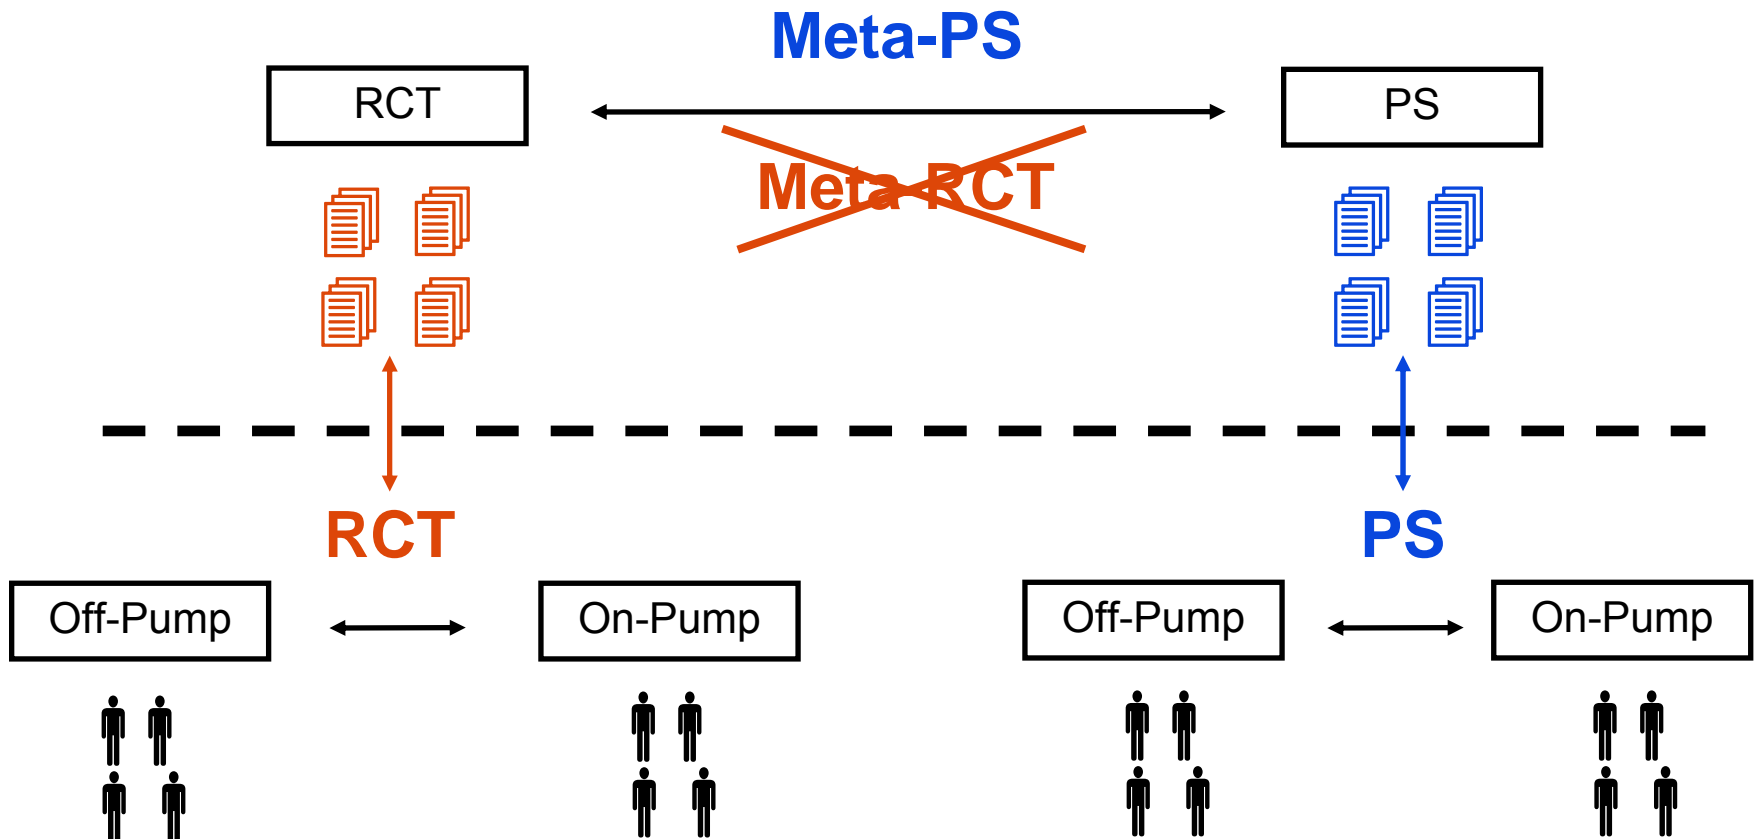 Meta-PS
RCT
PS
Meta-RCT
RCT
PS
Off-Pump
On-Pump
Off-Pump
On-Pump